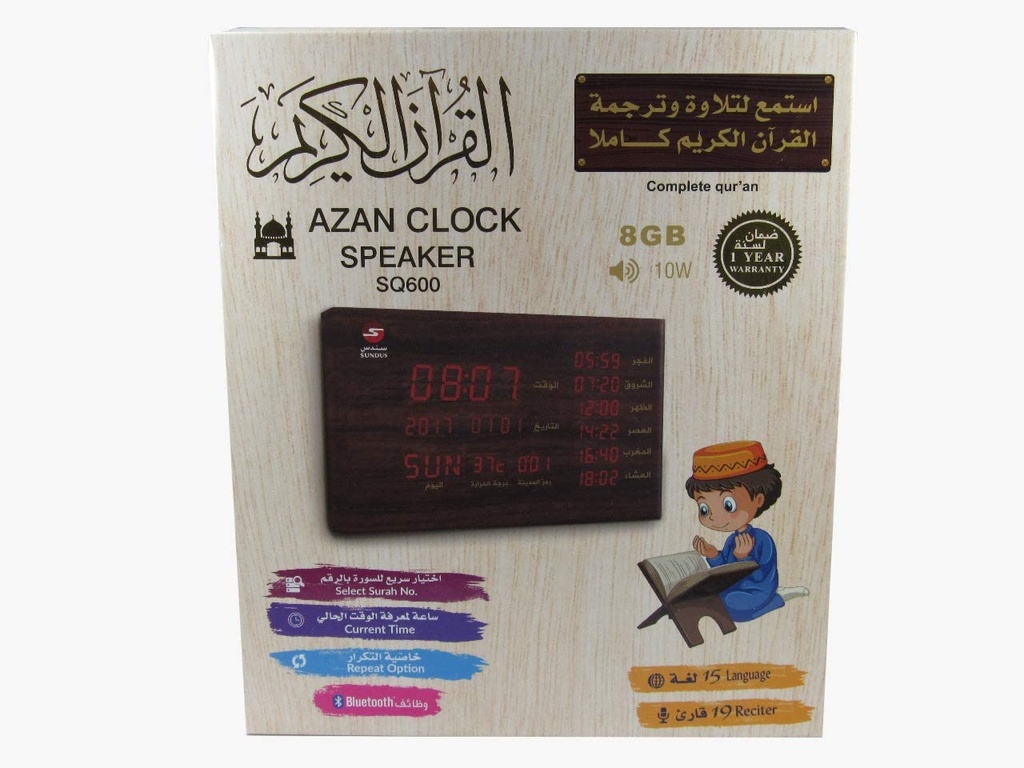 القرآن الكريم
استمع لتلاوة وترجمة
القرآن الكريم كاملا
Complete qur'an
AZAN CLOCK
SPEAKER
SQ600
8GB
10W
ضمان
لسنة
1 YEAR
WARRANTY
سندس
SUNDUS
08:07 الوقت
2017 01 01 التاريخ
SUN 37c 001
اليوم درجة الحرارة رمز المدينة
05:59 الفجر
07:20 الشروق
12:00 الظهر
14:22 العصر
16:40 المغرب
18:02 العشاء
اختيار سريع للسورة بالرقم
Select Surah No.
ساعة لمعرفة الوقت الحالي
Current Time
خاصية التكرار
Repeat Option
وظائف Bluetooth
15 لغة Language
19 قارئ Reciter